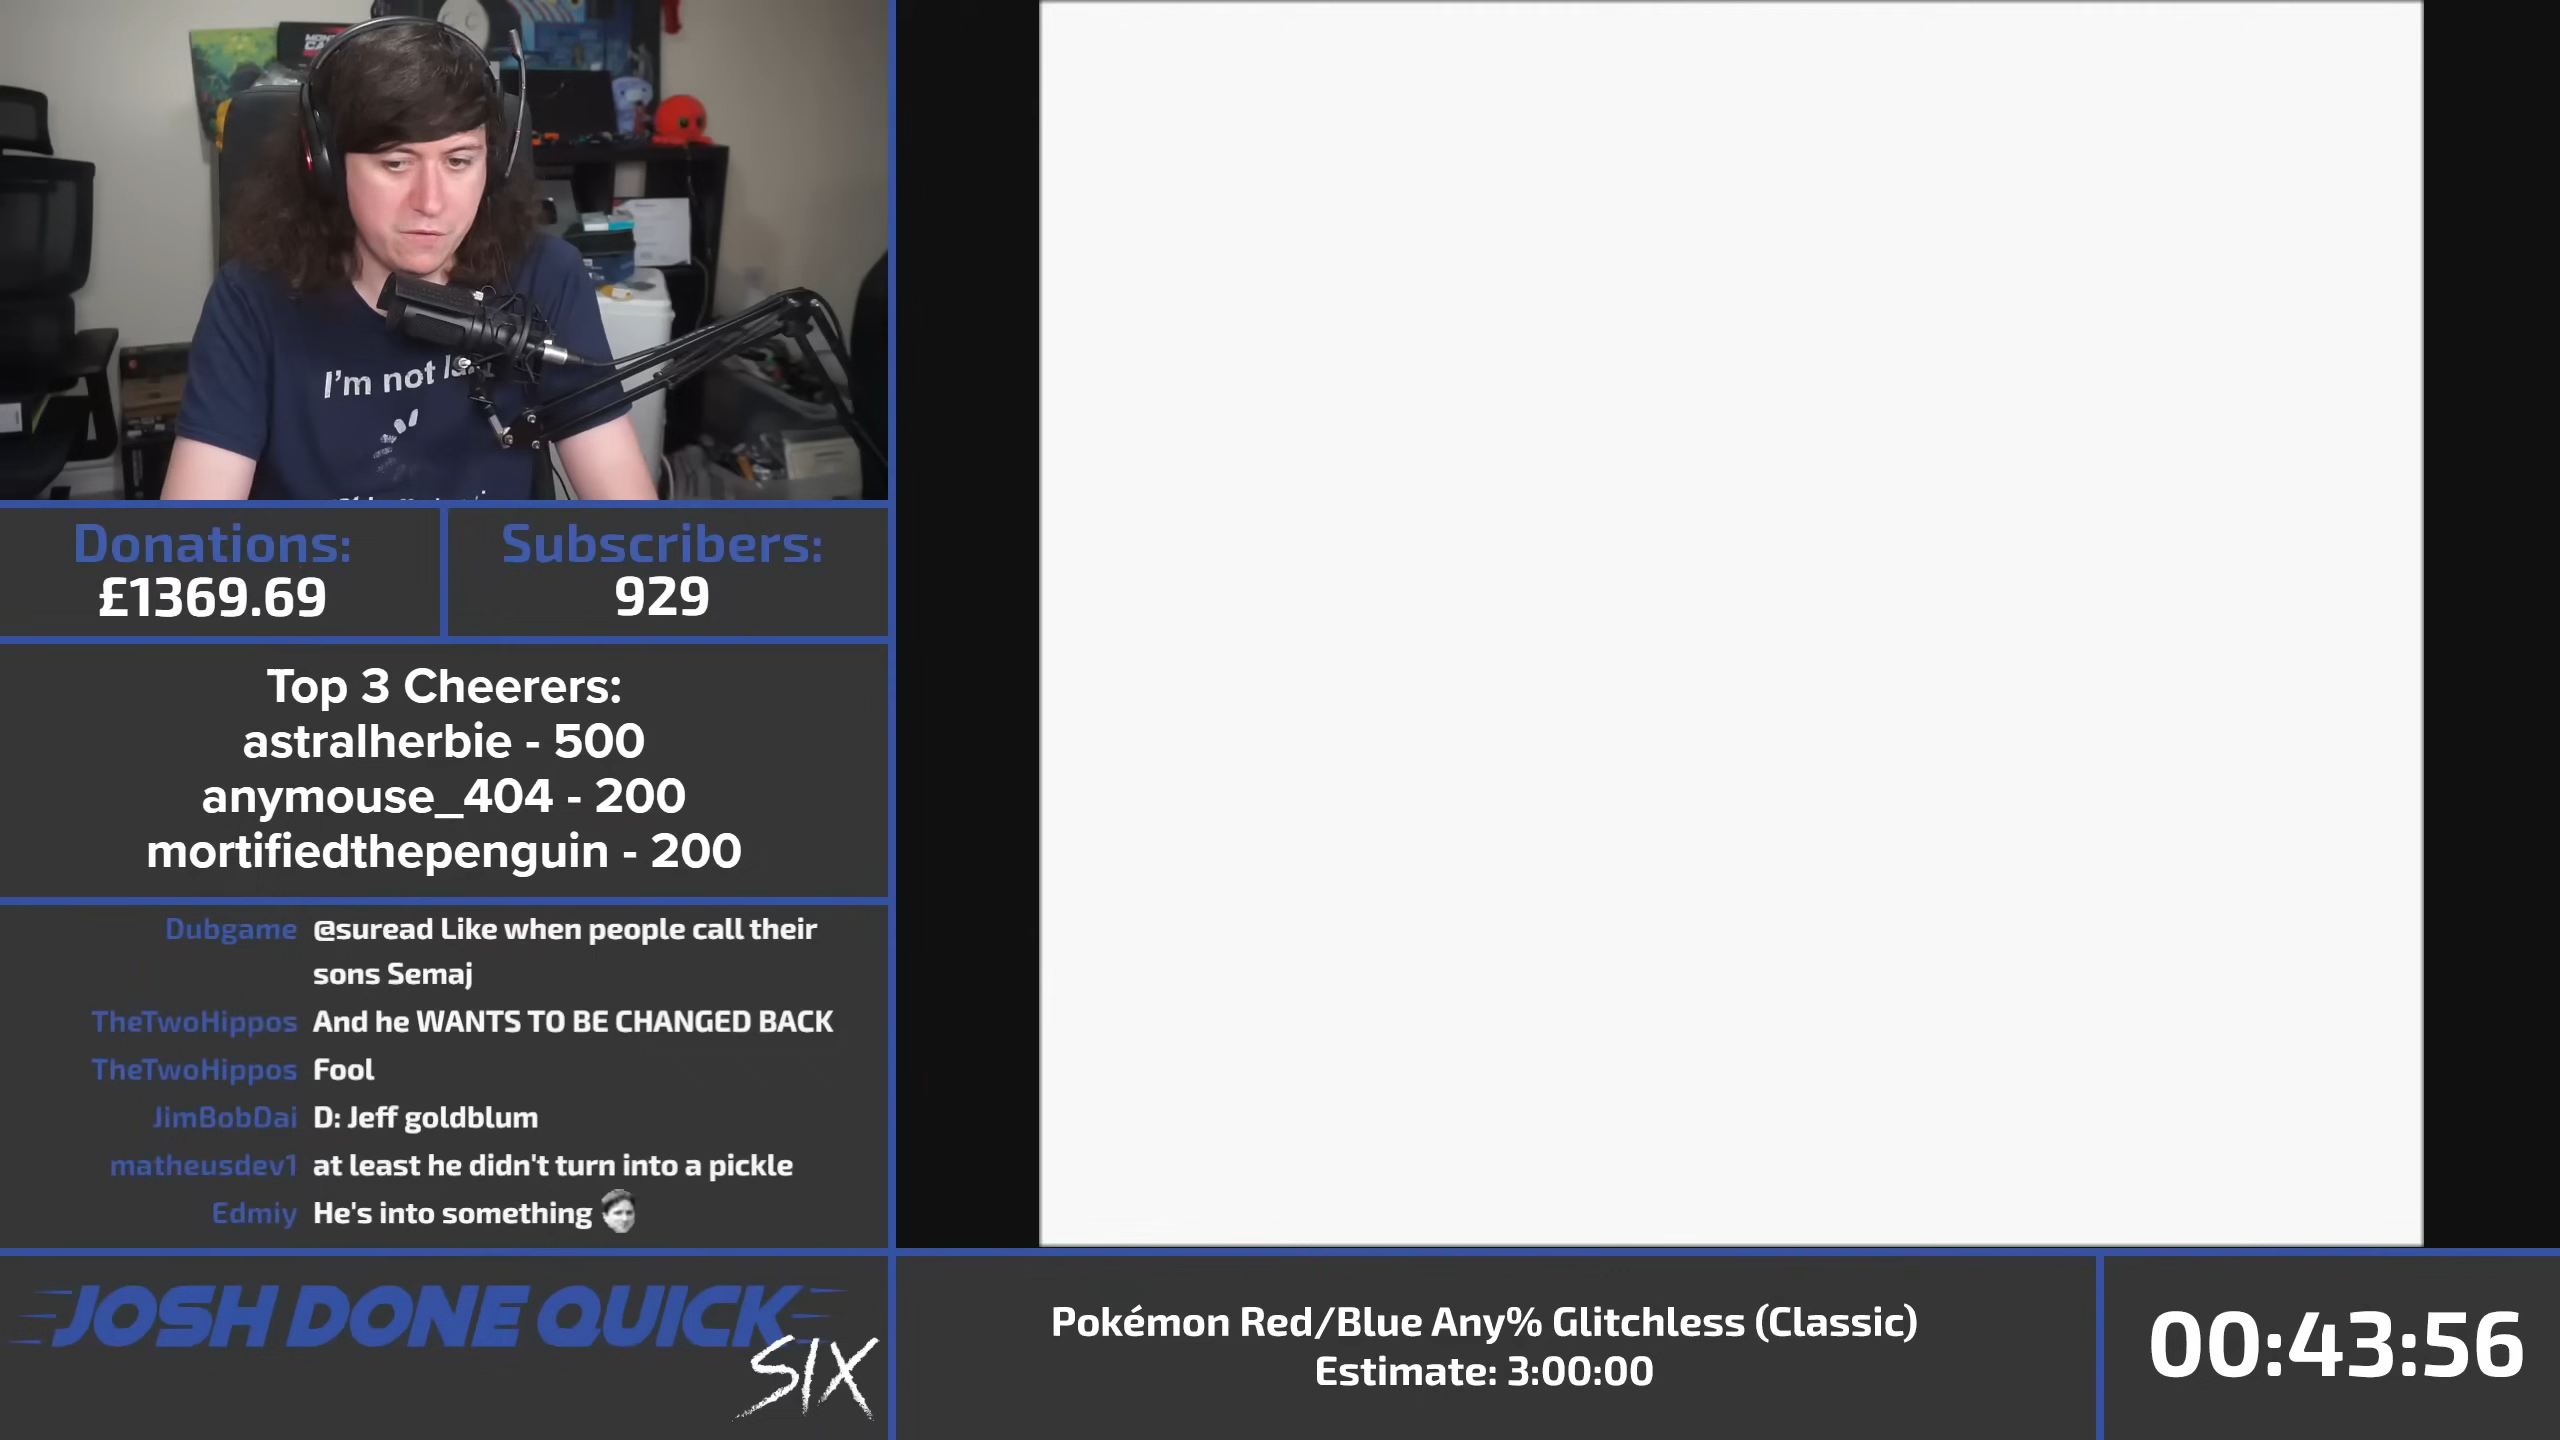 I'm not
Donations:
£1369.69
Subscribers:
929
Top 3 Cheerers:
astralherbie - 500
anymouse_404 - 200
mortifiedthepenguin - 200
Dubgame @suread Like when people call their
sons Semaj
TheTwoHippos And he WANTS TO BE CHANGED BACK
TheTwoHippos Fool
JimBobDai D: Jeff goldblum
matheusdev1 at least he didn't turn into a pickle
Edmiy He's into something
JOSH DONE QUICK
SIX
Pokémon Red/Blue Any% Glitchless (Classic)
Estimate: 3:00:00
00:43:56